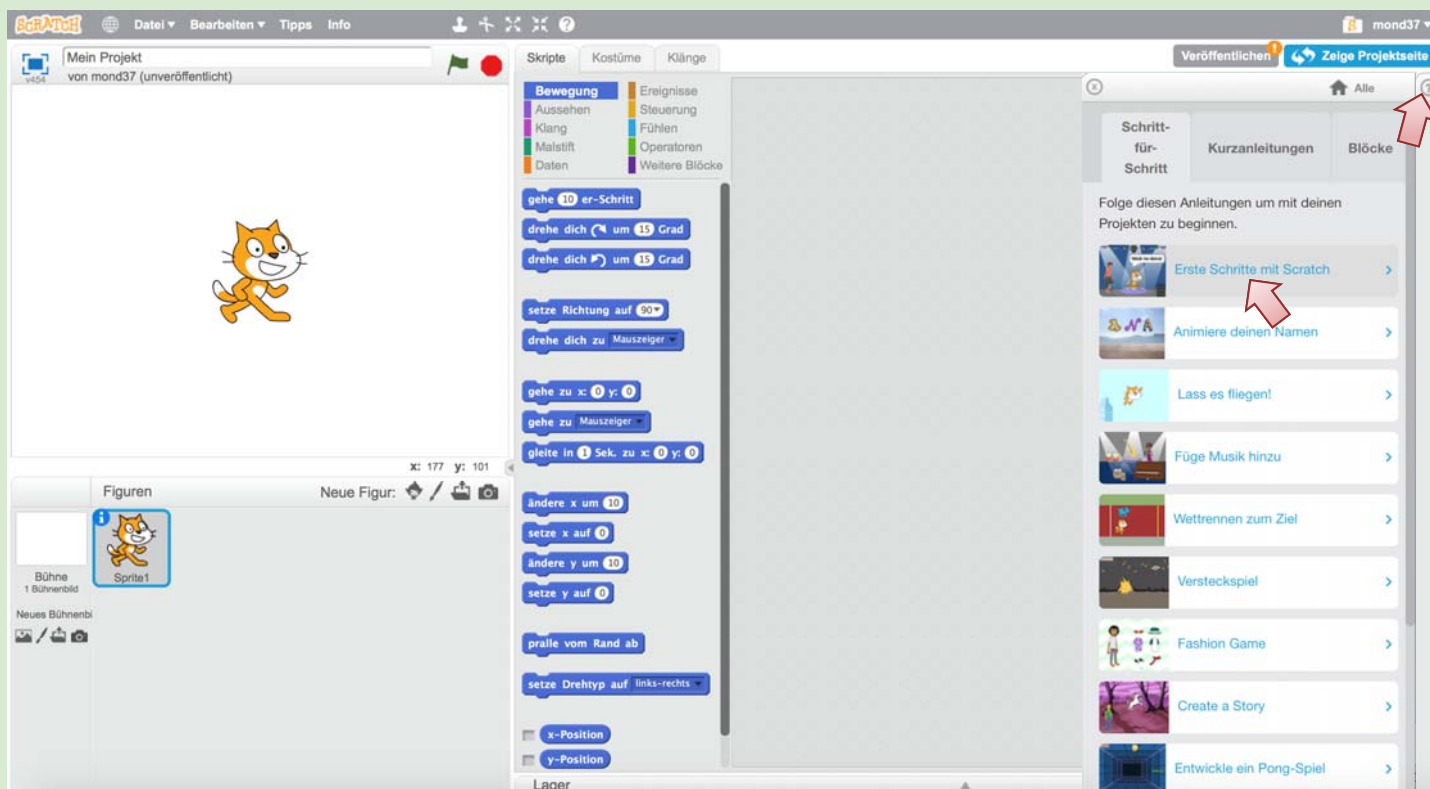 SCRATCH Datei Bearbeiten Tipps Info mond37
Mein Projekt
von mond37 (unveröffentlicht)
v454
Skripte Kostüme Klänge
Veröffentlichen ! Zeige Projektseite
Bewegung Ereignisse
Aussehen Steuerung
Klang Fühlen
Malstift Operatoren
Daten Weitere Blöcke
gehe 10 er-Schritt
drehe dich um 15 Grad
drehe dich um 15 Grad
setze Richtung auf 90
drehe dich zu Mauszeiger
gehe zu x: 0 y: 0
gehe zu Mauszeiger
gleite in 1 Sek. zu x: 0 y: 0
ändere x um 10
setze x auf 0
ändere y um 10
setze y auf 0
pralle vom Rand ab
setze Drehtyp auf links-rechts
x-Position
y-Position
Lager
x: 177 y: 101
Figuren Neue Figur:
Bühne
1 Bühnenbild
Sprite1
Neues Bühnenbi
Alle
Schritt-
für-
Schritt
Kurzanleitungen
Blöcke
Folge diesen Anleitungen um mit deinen
Projekten zu beginnen.
Erste Schritte mit Scratch
Animiere deinen Namen
Lass es fliegen!
Füge Musik hinzu
Wettrennen zum Ziel
Versteckspiel
Fashion Game
Create a Story
Entwickle ein Pong-Spiel